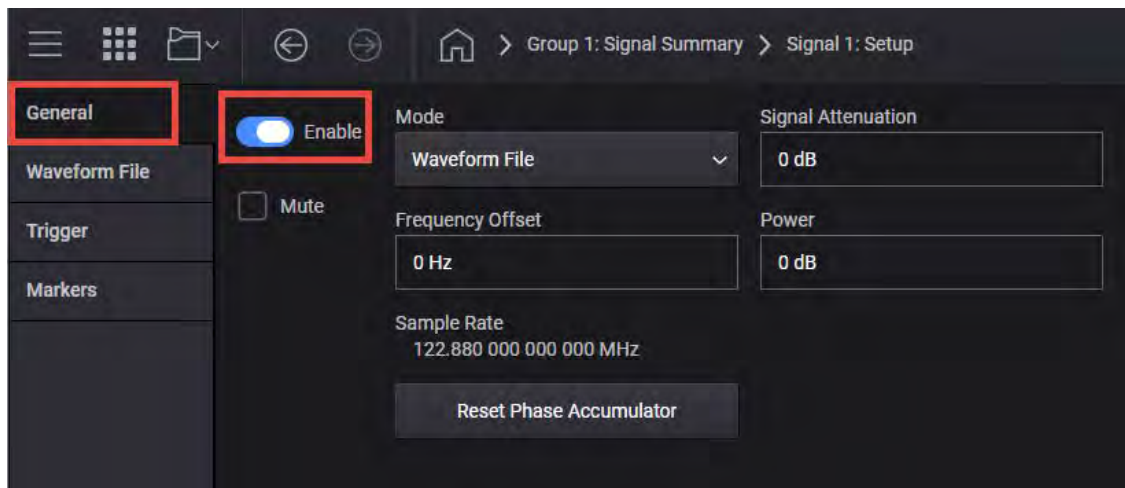 Group 1: Signal Summary > Signal 1: Setup
General
Waveform File
Trigger
Markers
Enable
Mute
Mode
Waveform File
Signal Attenuation
0 dB
Frequency Offset
0 Hz
Power
0 dB
Sample Rate
122.880 000 000 000 MHz
Reset Phase Accumulator